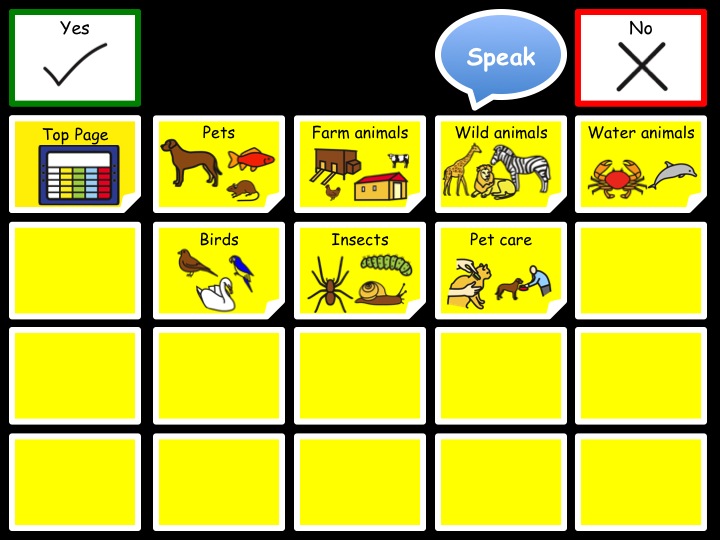 Yes
Speak
No
Top Page
Pets
Farm animals
Wild animals
Water animals
Birds
Insects
Pet care